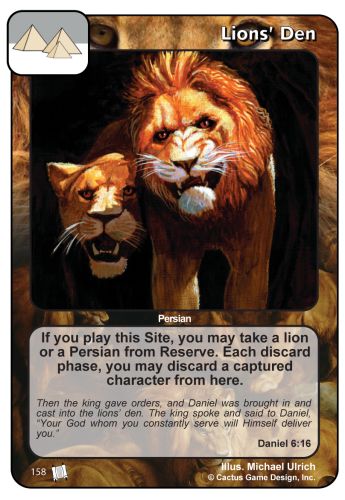 Lions' Den
Persian
If you play this Site, you may take a lion
or a Persian from Reserve. Each discard
phase, you may discard a captured
character from here.
Then the king gave orders, and Daniel was brought in and
cast into the lions' den. The king spoke and said to Daniel,
"Your God whom you constantly serve will Himself deliver
you."
Daniel 6:16
158
Illus. Michael Ulrich
© Cactus Game Design, Inc.